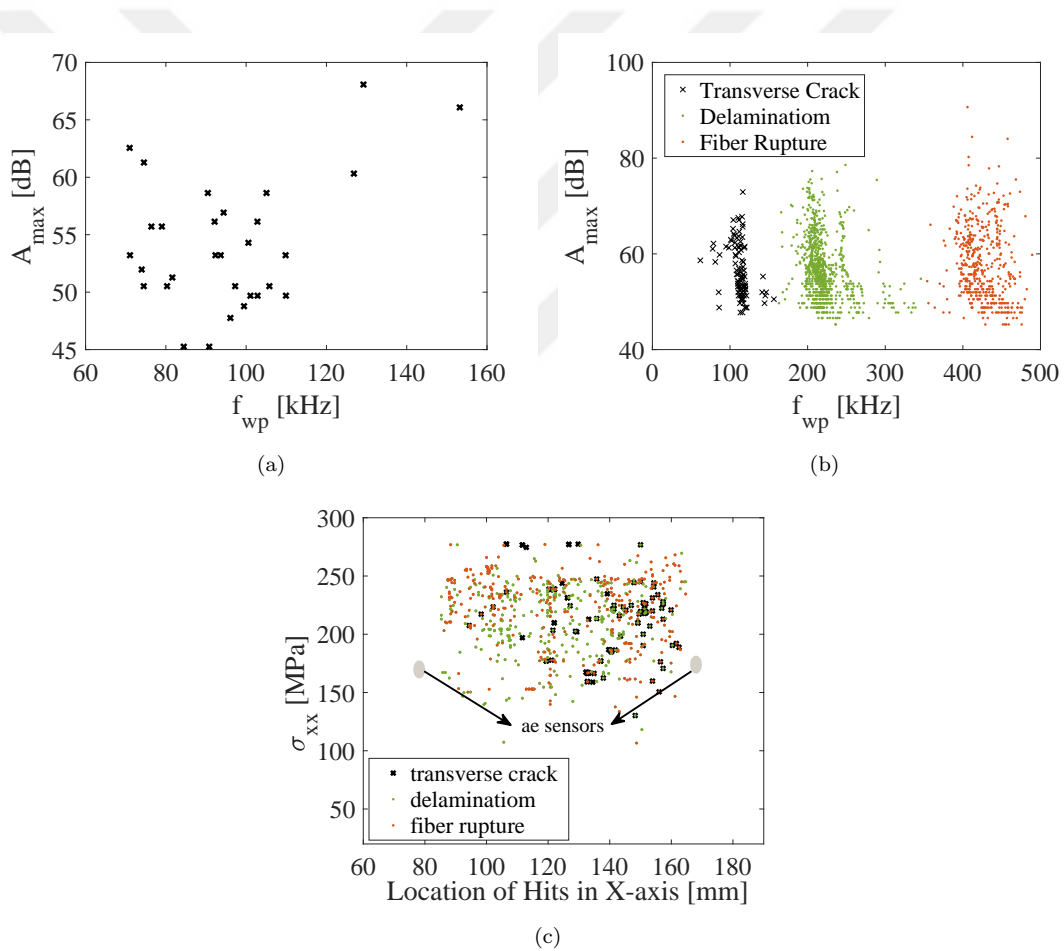 70
65
60
55
50
45
A_max [dB]
60 80 100 120 140 160
f_wp [kHz]
(a)
100
80
60
40
A_max [dB]
Transverse Crack
Delaminatiom
Fiber Rupture
0 100 200 300 400 500
f_wp [kHz]
(b)
300
250
200
150
100
50
σ_xx [MPa]
ae sensors
transverse crack
delaminatiom
fiber rupture
60 80 100 120 140 160 180
Location of Hits in X-axis [mm]
(c)